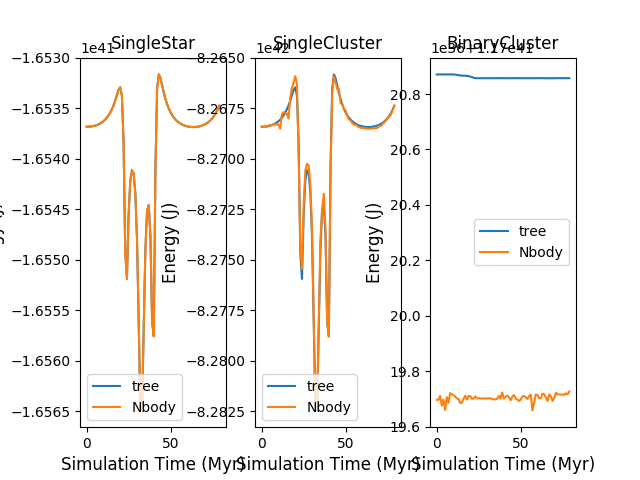 SingleStar
1e41
−1.6530
−1.6535
−1.6540
−1.6545
−1.6550
−1.6555
−1.6560
−1.6565
0
50
Simulation Time (Myr)
tree
Nbody
SingleCluster
1e42
−8.2650
−8.2675
−8.2700
−8.2725
−8.2750
−8.2775
−8.2800
−8.2825
Energy (J)
0
50
Simulation Time (Myr)
tree
Nbody
BinaryCluster
20.8
20.6
20.4
20.2
20.0
19.8
19.6
Energy (J)
0
50
Simulation Time (Myr)
tree
Nbody